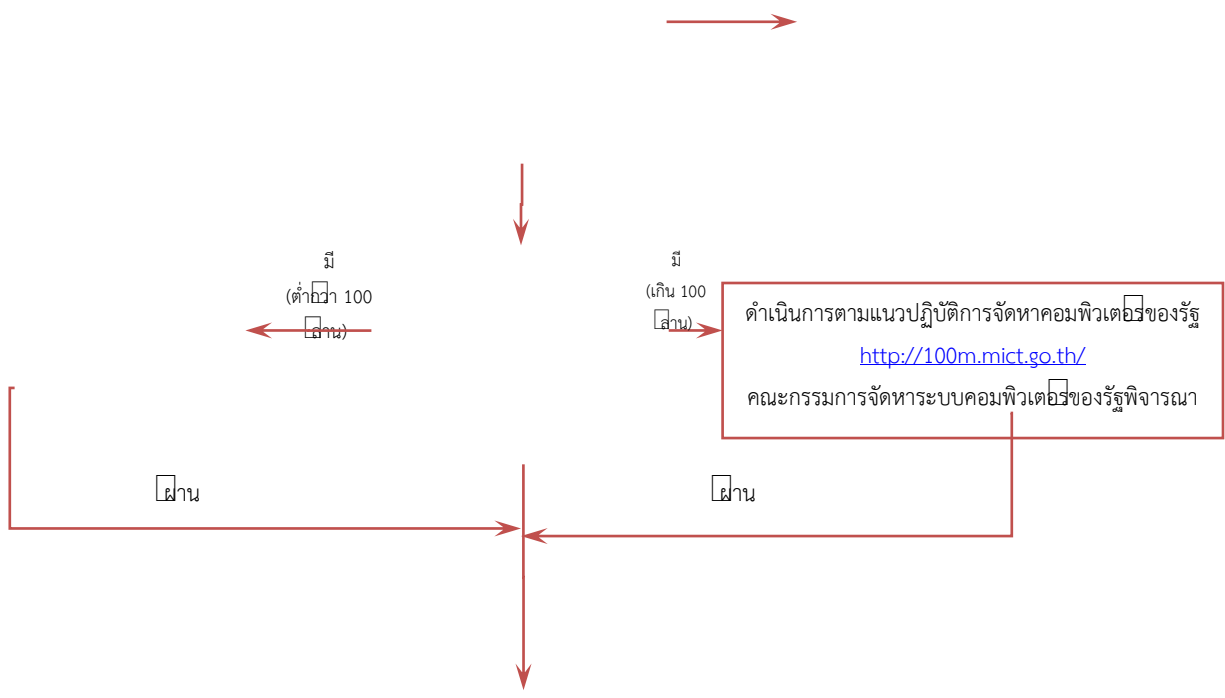 มี
(ต่ำกว่า 100
ล้าน)
มี
(เกิน 100
ล้าน)
ดำเนินการตามแนวปฏิบัติการจัดหาคอมพิวเตอร์ของรัฐ
http://100m.mict.go.th/
คณะกรรมการจัดหาระบบคอมพิวเตอร์ของรัฐพิจารณา
ผ่าน
ผ่าน